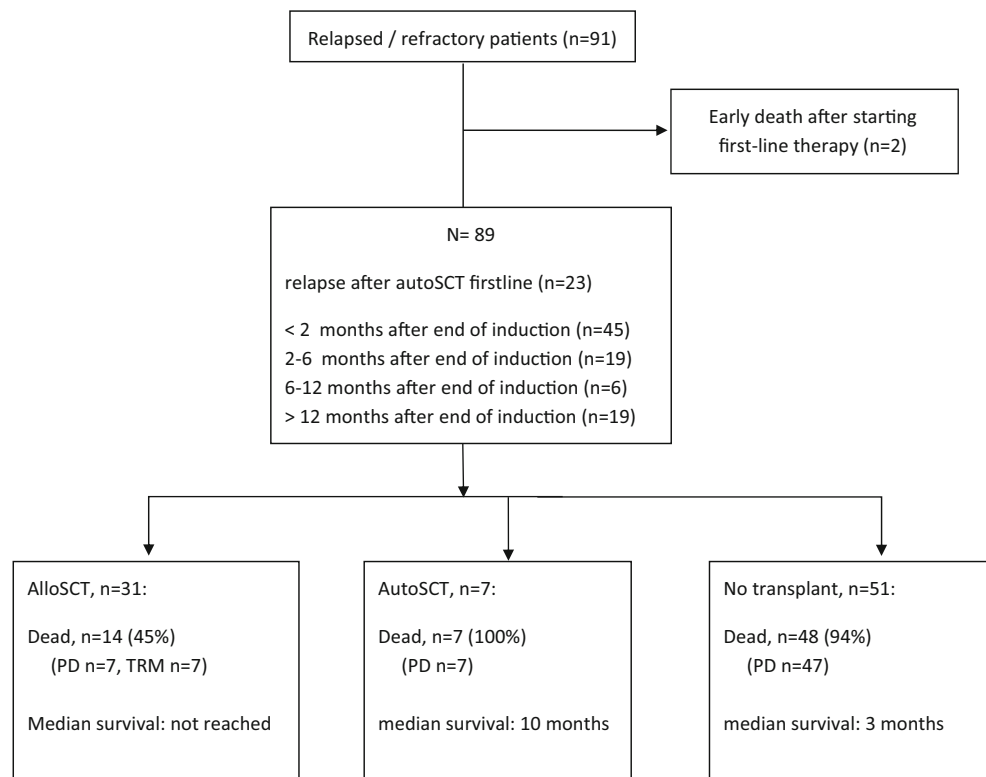 Relapsed / refractory patients (n=91)
Early death after starting
first-line therapy (n=2)
N= 89
relapse after autoSCT firstline (n=23)
< 2 months after end of induction (n=45)
2-6 months after end of induction (n=19)
6-12 months after end of induction (n=6)
> 12 months after end of induction (n=19)
AlloSCT, n=31:
Dead, n=14 (45%)
(PD n=7, TRM n=7)
Median survival: not reached
AutoSCT, n=7:
Dead, n=7 (100%)
(PD n=7)
median survival: 10 months
No transplant, n=51:
Dead, n=48 (94%)
(PD n=47)
median survival: 3 months